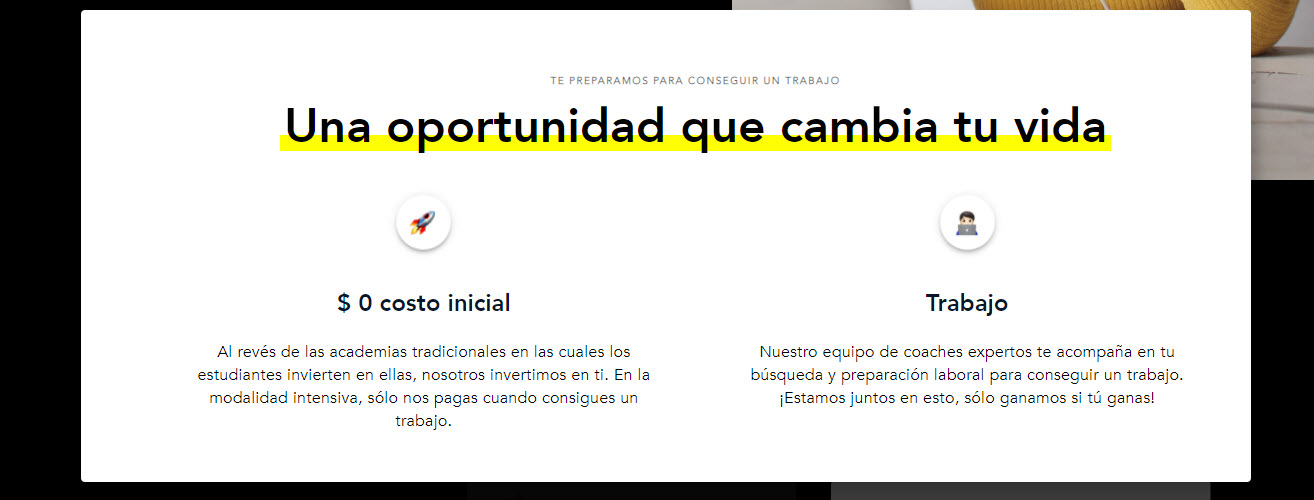 TE PREPARAMOS PARA CONSEGUIR UN TRABAJO
Una oportunidad que cambia tu vida
$ 0 costo inicial
Al revés de las academias tradicionales en las cuales los
estudiantes invierten en ellas, nosotros invertimos en ti. En la
modalidad intensiva, sólo nos pagas cuando consigues un
trabajo.
Trabajo
Nuestro equipo de coaches expertos te acompaña en tu
búsqueda y preparación laboral para conseguir un trabajo.
¡Estamos juntos en esto, sólo ganamos si tú ganas!